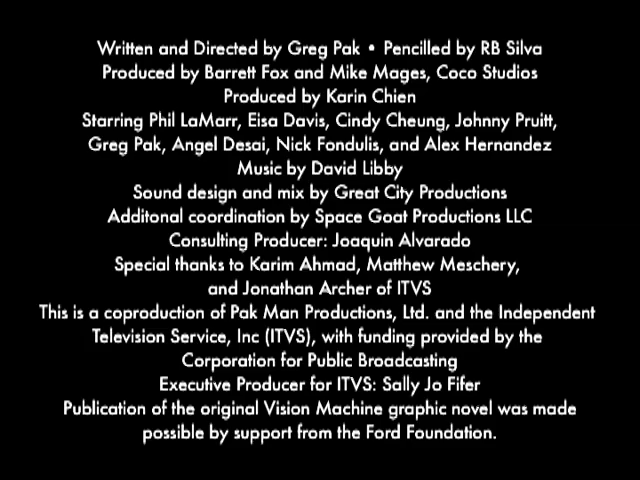 Written and Directed by Greg Pak • Pencilled by RB Silva
Produced by Barrett Fox and Mike Mages, Coco Studios
Produced by Karin Chien
Starring Phil LaMarr, Eisa Davis, Cindy Cheung, Johnny Pruitt,
Greg Pak, Angel Desai, Nick Fondulis, and Alex Hernandez
Music by David Libby
Sound design and mix by Great City Productions
Additonal coordination by Space Goat Productions LLC
Consulting Producer: Joaquin Alvarado
Special thanks to Karim Ahmad, Matthew Meschery,
and Jonathan Archer of ITVS
This is a coproduction of Pak Man Productions, Ltd. and the Independent
Television Service, Inc (ITVS), with funding provided by the
Corporation for Public Broadcasting
Executive Producer for ITVS: Sally Jo Fifer
Publication of the original Vision Machine graphic novel was made
possible by support from the Ford Foundation.